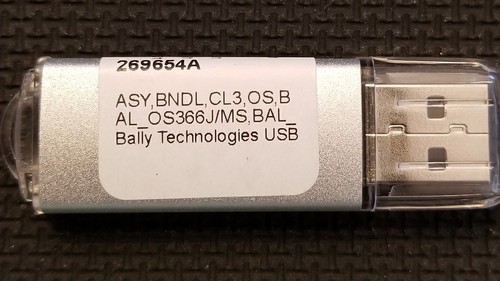 269654A
ASY,BNDL,CL3,OS,B
AL_OS366J/MS,BAL_
Bally Technologies USB